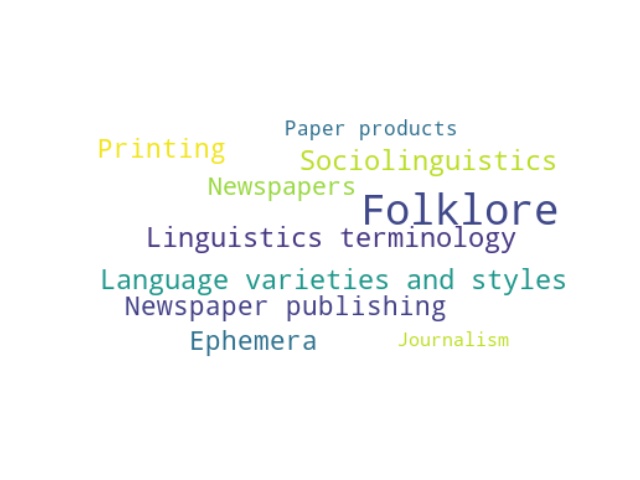 Paper products
Printing
Sociolinguistics
Newspapers
Folklore
Linguistics terminology
Language varieties and styles
Newspaper publishing
Ephemera
Journalism